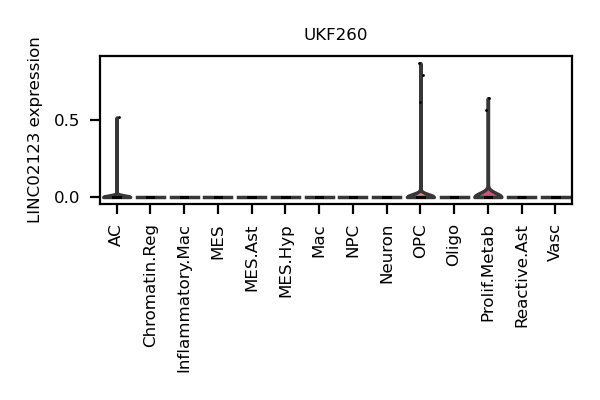 UKF260
LINC02123 expression
0.5
0.0
AC
Chromatin.Reg
Inflammatory.Mac
MES
MES.Ast
MES.Hyp
Mac
NPC
Neuron
OPC
Oligo
Prolif.Metab
Reactive.Ast
Vasc